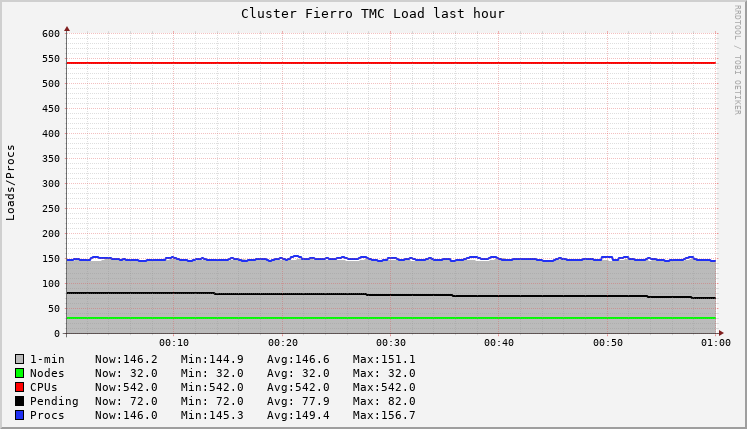 Cluster Fierro TMC Load last hour
RRDTOOL / TOBI OETIKER
Loads/Procs
600
550
500
450
400
350
300
250
200
150
100
50
0
00:10 00:20 00:30 00:40 00:50 01:00
1-min Now:146.2 Min:144.9 Avg:146.6 Max:151.1
Nodes Now: 32.0 Min: 32.0 Avg: 32.0 Max: 32.0
CPUs Now:542.0 Min:542.0 Avg:542.0 Max:542.0
Pending Now: 72.0 Min: 72.0 Avg: 77.9 Max: 82.0
Procs Now:146.0 Min:145.3 Avg:149.4 Max:156.7